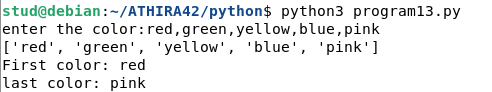 stud@debian:~/ATHIRA42/python$ python3 program13.py
enter the color:red,green,yellow,blue,pink
['red', 'green', 'yellow', 'blue', 'pink']
First color: red
last color: pink